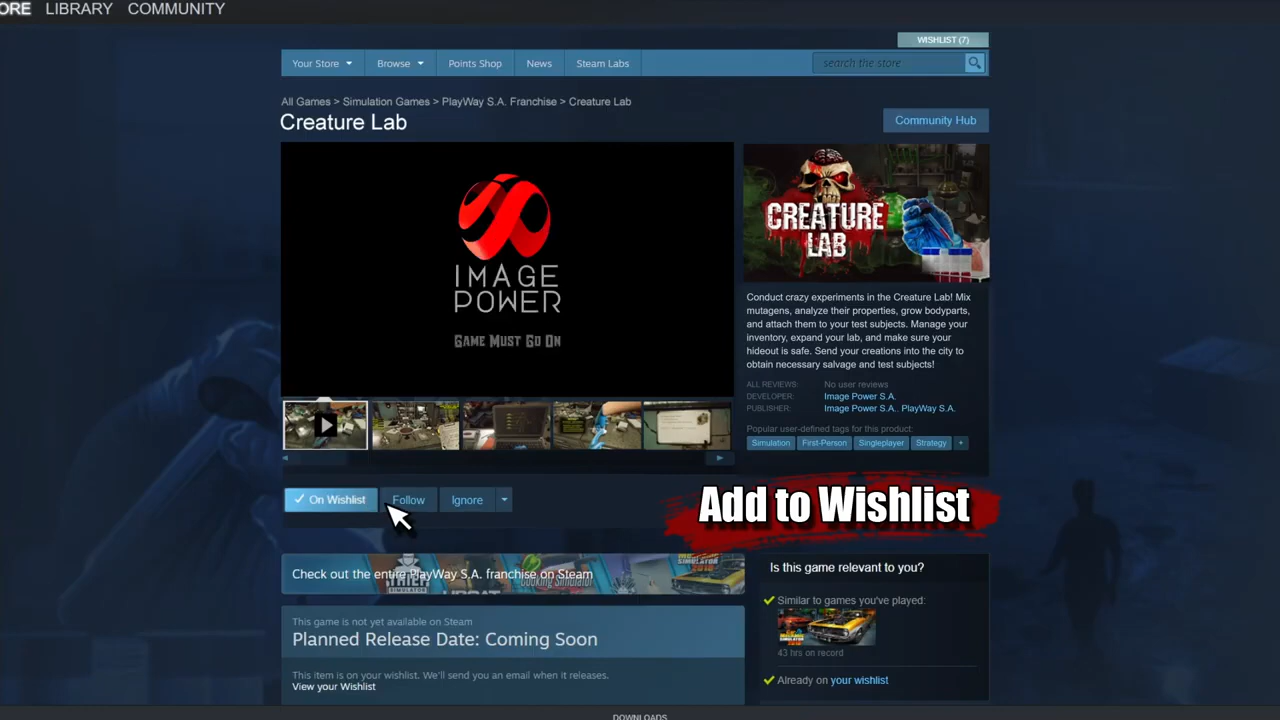 ORE LIBRARY COMMUNITY
WISHLIST (7)
Your Store Browse Points Shop News Steam Labs search the store
All Games > Simulation Games > PlayWay S.A. Franchise > Creature Lab
Creature Lab
Community Hub
IMAGE
POWER
GAME MUST GO ON
CREATURE
LAB
Conduct crazy experiments in the Creature Lab! Mix
mutagens, analyze their properties, grow bodyparts,
and attach them to your test subjects. Manage your
inventory, expand your lab, and make sure your
hideout is safe. Send your creations into the city to
obtain necessary salvage and test subjects!
ALL REVIEWS: No user reviews
DEVELOPER: Image Power S.A.
PUBLISHER: Image Power S.A., PlayWay S.A.
Popular user-defined tags for this product:
Simulation First-Person Singleplayer Strategy +
On Wishlist Follow Ignore
Add to Wishlist
Check out the entire PlayWay S.A. franchise on Steam
This game is not yet available on Steam
Planned Release Date: Coming Soon
This item is on your wishlist. We'll send you an email when it releases.
View your Wishlist
Is this game relevant to you?
Similar to games you've played:
43 hrs on record
Already on your wishlist
DOWNLOADS